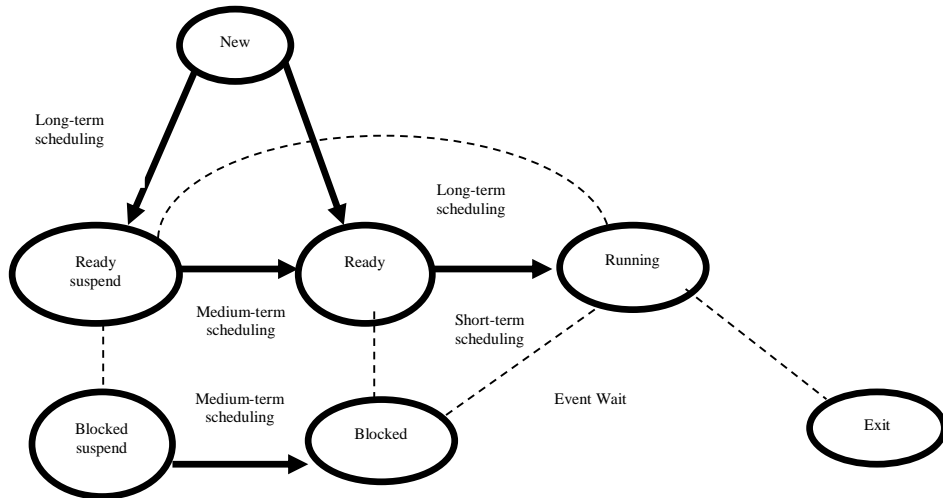 New
Long-term
scheduling
Long-term
scheduling
Ready
suspend
Ready
Running
Medium-term
scheduling
Short-term
scheduling
Medium-term
scheduling
Event Wait
Blocked
suspend
Blocked
Exit